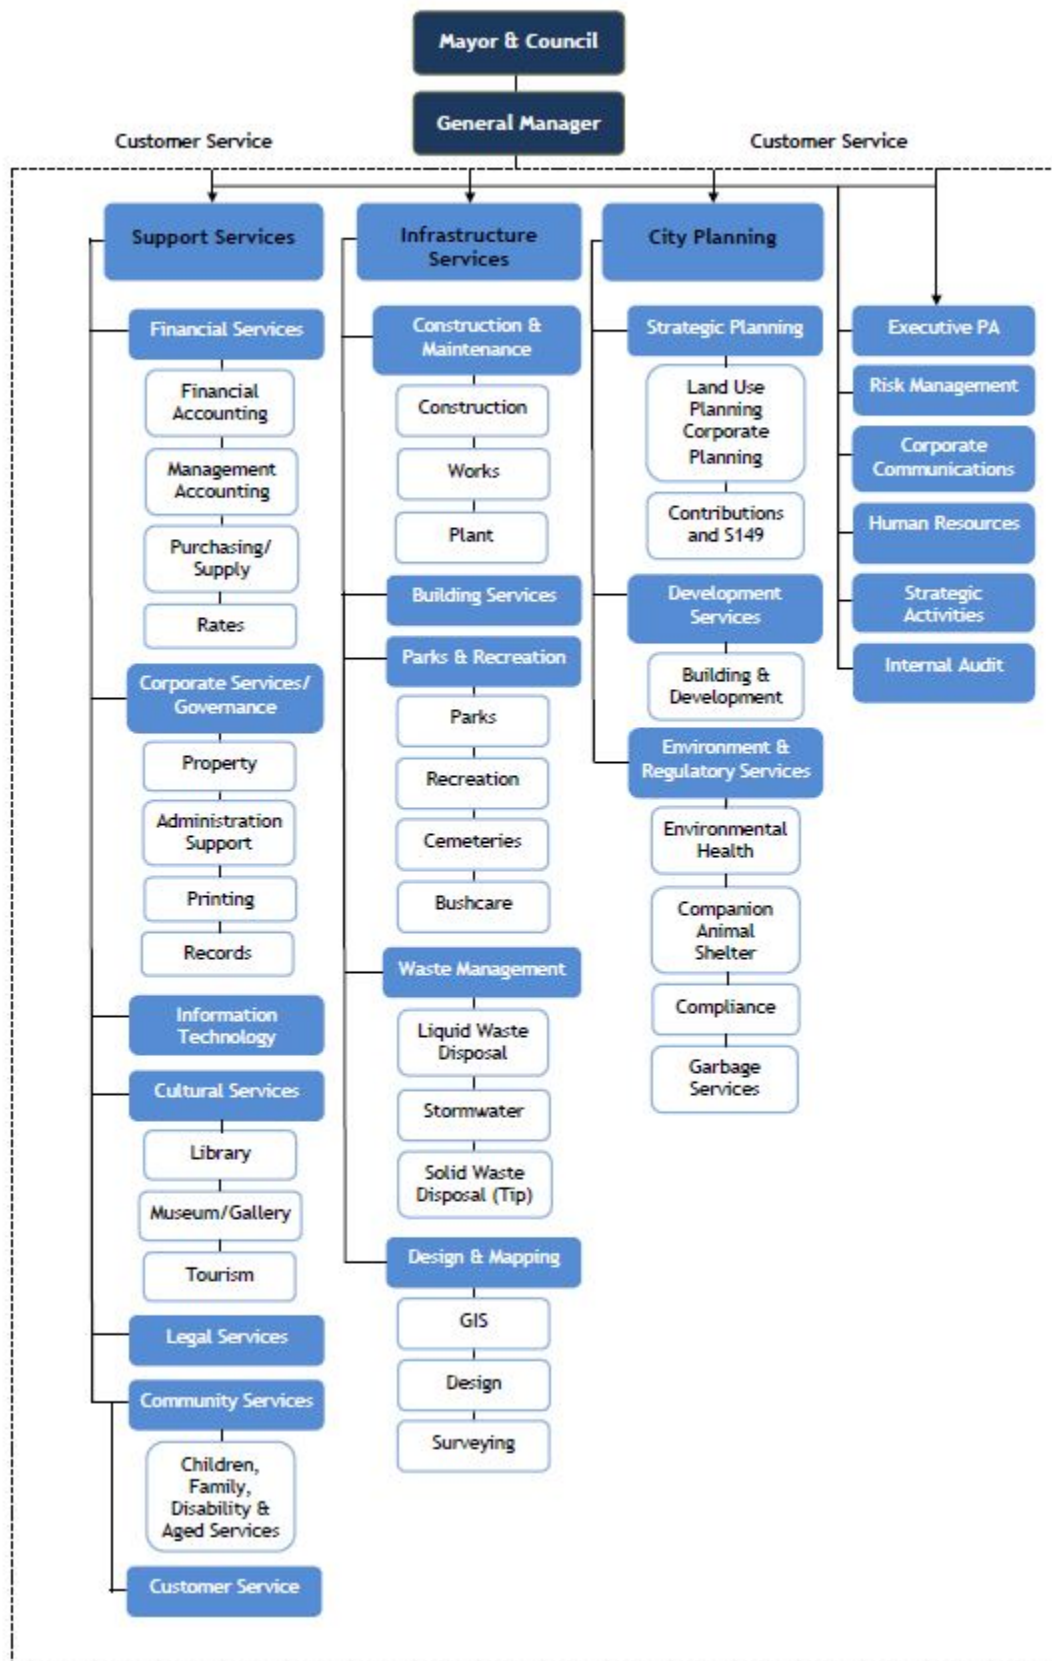 Mayor & Council
General Manager
Customer Service
Customer Service
Support Services
Financial Services
Financial
Accounting
Management
Accounting
Purchasing/
Supply
Rates
Corporate Services/
Governance
Property
Administration
Support
Printing
Records
Information
Technology
Cultural Services
Library
Museum/Gallery
Tourism
Legal Services
Community Services
Children,
Family,
Disability &
Aged Services
Customer Service
Infrastructure
Services
Construction &
Maintenance
Construction
Works
Plant
Building Services
Parks & Recreation
Parks
Recreation
Cemeteries
Bushcare
Waste Management
Liquid Waste
Disposal
Stormwater
Solid Waste
Disposal (Tip)
Design & Mapping
GIS
Design
Surveying
City Planning
Strategic Planning
Land Use
Planning
Corporate
Planning
Contributions
and S149
Development
Services
Building &
Development
Environment &
Regulatory Services
Environmental
Health
Companion
Animal
Shelter
Compliance
Garbage
Services
Executive PA
Risk Management
Corporate
Communications
Human Resources
Strategic
Activities
Internal Audit